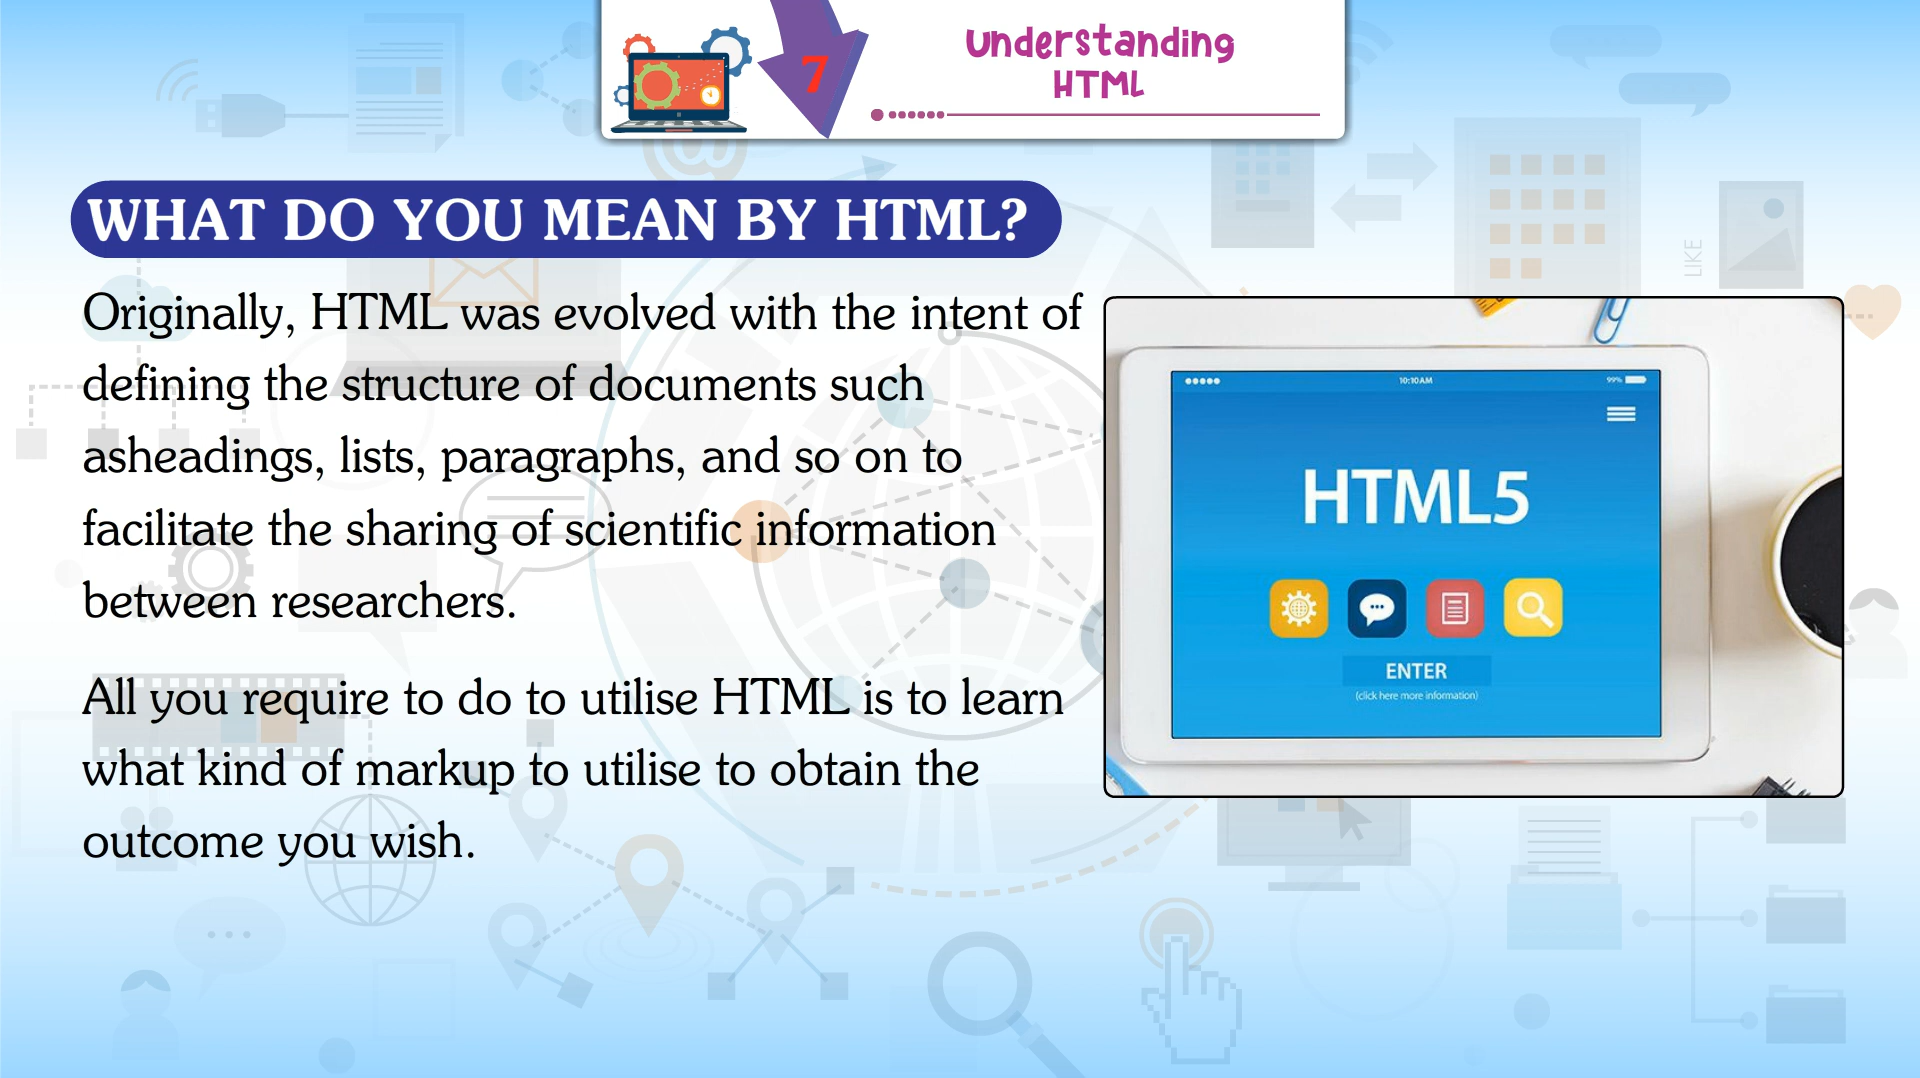 7
Understanding
HTML
WHAT DO YOU MEAN BY HTML?
Originally, HTML was evolved with the intent of
defining the structure of documents such
asheadings, lists, paragraphs, and so on to
facilitate the sharing of scientific information
between researchers.
All you require to do to utilise HTML is to learn
what kind of markup to utilise to obtain the
outcome you wish.
10:10AM
99%
HTML5
ENTER
(click here more information)
LIKE
@